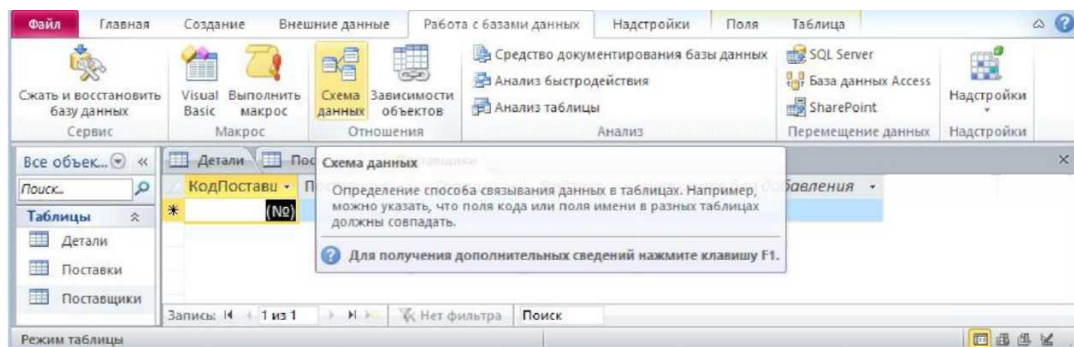 Файл Главная Создание Внешние данные Работа с базами данных Надстройки Поля Таблица
Сжать и восстановить базу данных
Сервис
Visual Basic
Выполнить макрос
Макрос
Схема данных
Зависимости объектов
Отношения
Средство документирования базы данных
Анализ быстродействия
Анализ таблицы
Анализ
SQL Server
База данных Access
SharePoint
Перемещение данных
Надстройки
Надстройки
Все объек...
Поиск...
Таблицы
Детали
Поставки
Поставщики
Детали Пос
КодПоставц П бавления
(№)
Схема данных
Определение способа связывания данных в таблицах. Например,
можно указать, что поля кода или поля имени в разных таблицах
должны совпадать.
Для получения дополнительных сведений нажмите клавишу F1.
Запись: 1 из 1 Нет фильтра Поиск
Режим таблицы